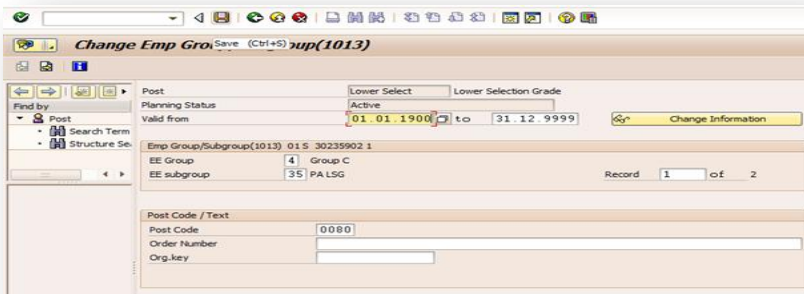 Save (Ctrl+S)
Change Emp Gro up(1013)
Post Lower Select Lower Selection Grade
Find by Planning Status Active
Post Valid from 01.01.1900 to 31.12.9999 Change Information
Search Term
Structure Se
Emp Group/Subgroup(1013) 01 S 30235902 1
EE Group 4 Group C
EE subgroup 35 PA LSG Record 1 of 2
Post Code / Text
Post Code 0080
Order Number
Org.key